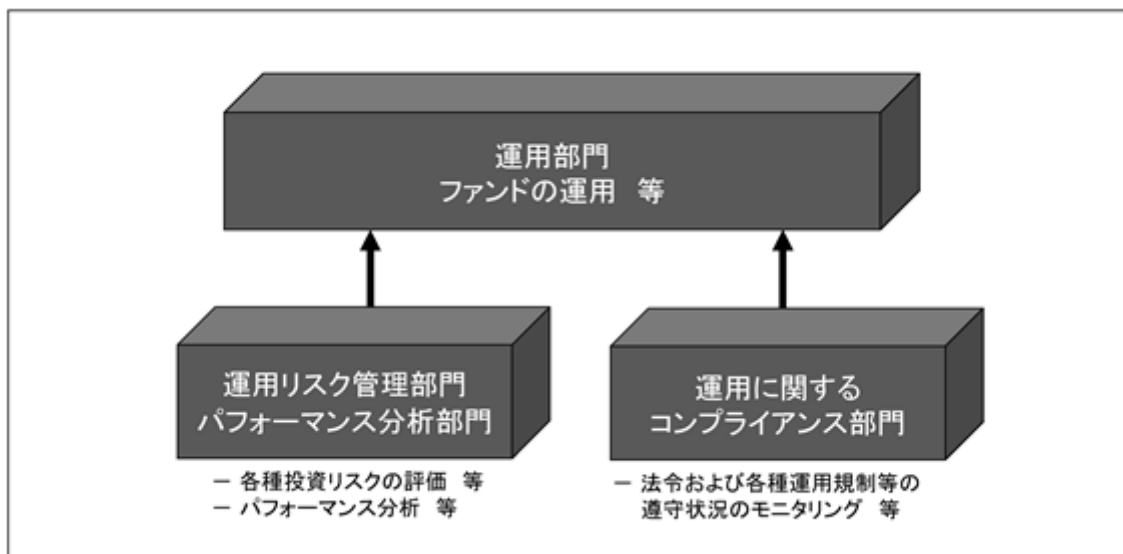 運用部門
ファンドの運用 等
運用リスク管理部門
パフォーマンス分析部門
− 各種投資リスクの評価 等
− パフォーマンス分析 等
運用に関する
コンプライアンス部門
− 法令および各種運用規制等の
遵守状況のモニタリング 等